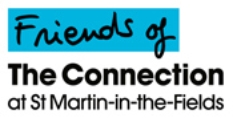 Friends of
The Connection
at St Martin-in-the-Fields